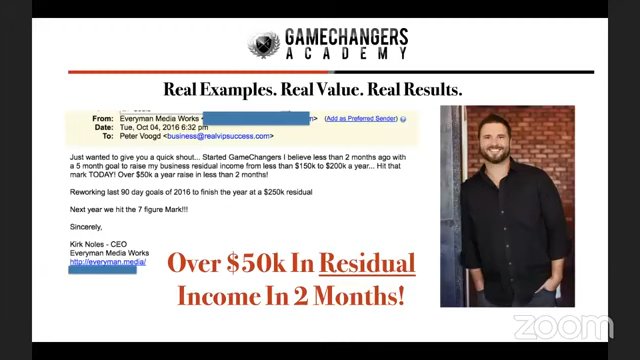 GAMECHANGERS
ACADEMY
Real Examples. Real Value. Real Results.
From: Everyman Media Works < m> (Add as Preferred Sender)
Date: Tue, Oct 04, 2016 6:32 pm
To: Peter Voogd <business@realvipsuccess.com>
Just wanted to give you a quick shout... Started GameChangers I believe less than 2 months ago with
a 5 month goal to raise my business residual income from less than $150k to $200k a year... Hit that
mark TODAY! Over $50k a year raise in less than 2 months!
Reworking last 90 day goals of 2016 to finish the year at a $250k residual
Next year we hit the 7 figure Mark!!!
Sincerely,
Kirk Noles - CEO
Everyman Media Works
http://everyman.media/
Over $50k In Residual
Income In 2 Months!
zoom